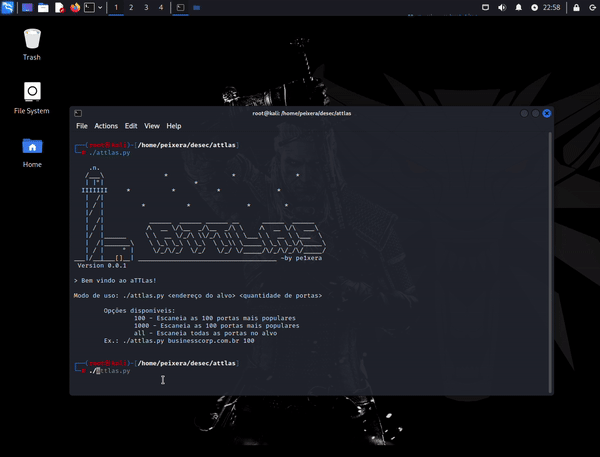 1 2 3 4
22:58
Trash
File System
Home
root@kali: /home/peixera/desec/attlas
File Actions Edit View Help
┌──(root㉿kali)-[/home/peixera/desec/attlas]
└─# ./attlas.py
Version 0.0.1
~by pe1xera
> Bem vindo ao aTTLas!
Modo de uso: ./attlas.py <endereço do alvo> <quantidade de portas>
Opções disponíveis:
100 - Escaneia as 100 portas mais populares
1000 - Escaneia as 100 portas mais populares
all - Escaneia todas as portas no alvo
Ex.: ./attlas.py businesscorp.com.br 100
┌──(root㉿kali)-[/home/peixera/desec/attlas]
└─# ./attlas.py